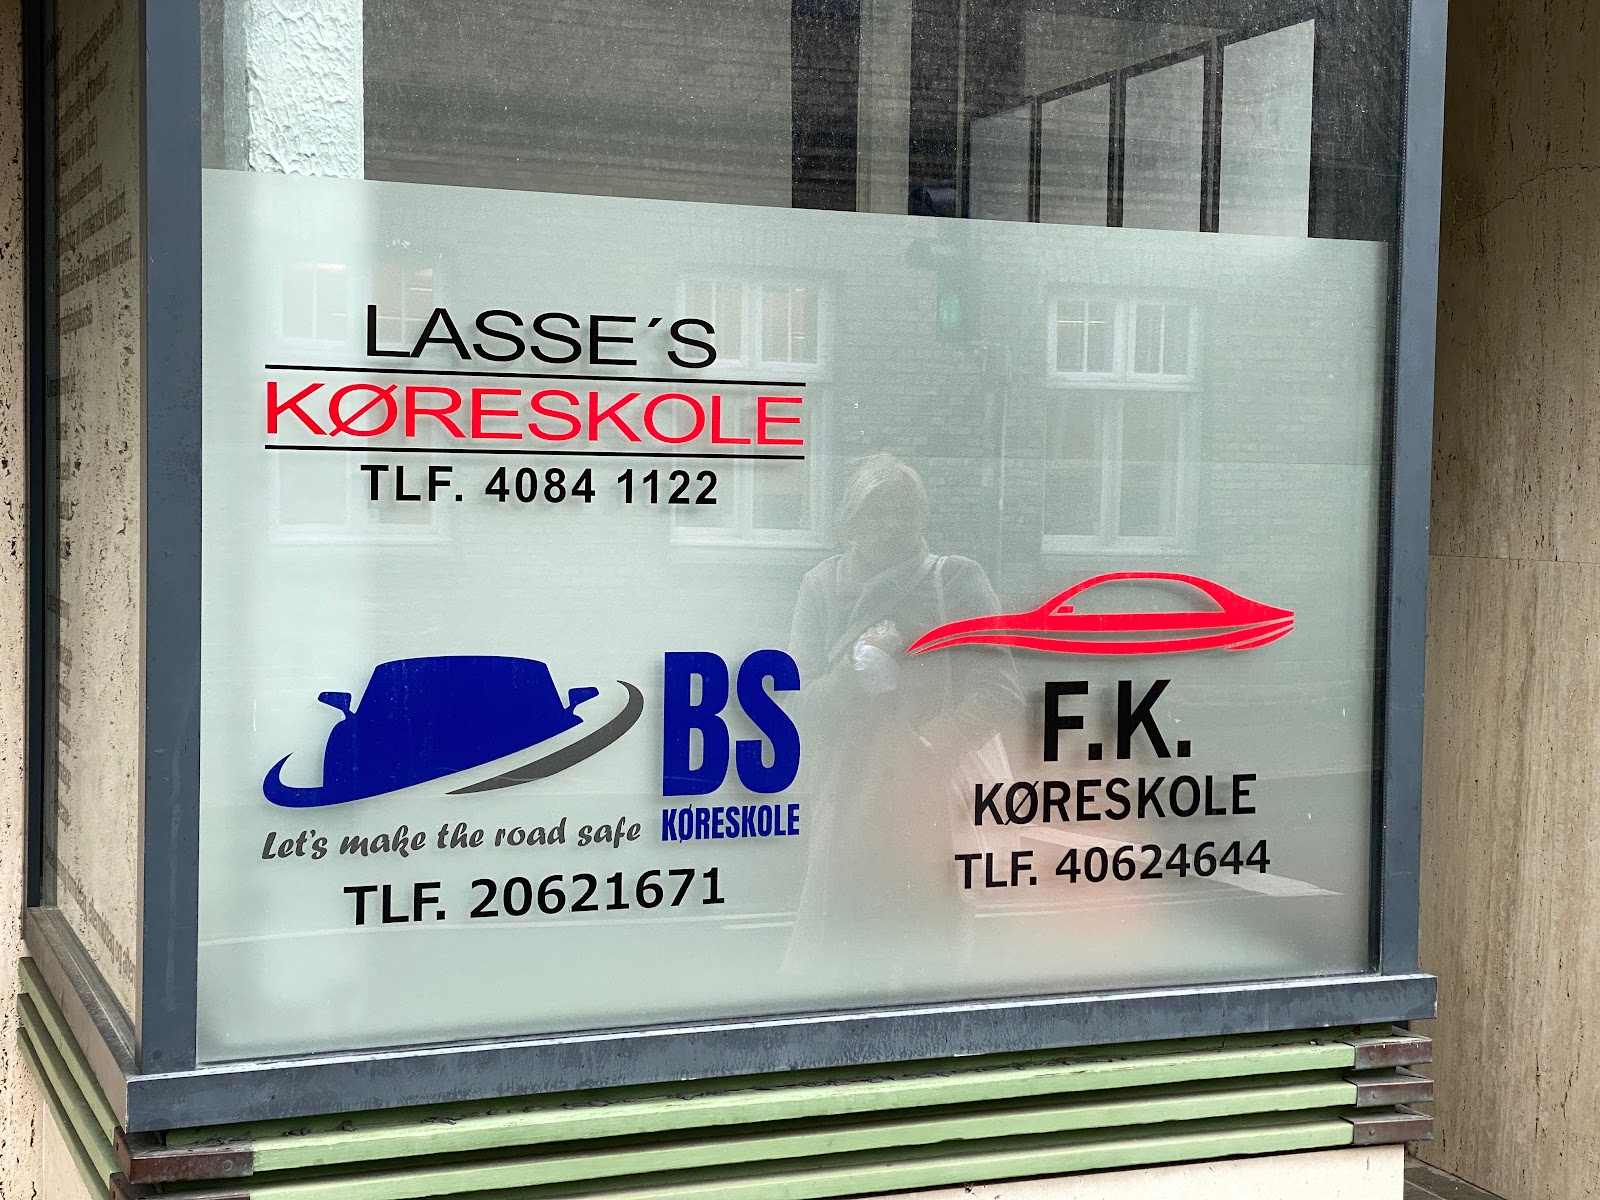 LASSE´S
KØRESKOLE
TLF. 4084 1122
BS
KØRESKOLE
Let's make the road safe
TLF. 20621671
F.K.
KØRESKOLE
TLF. 40624644